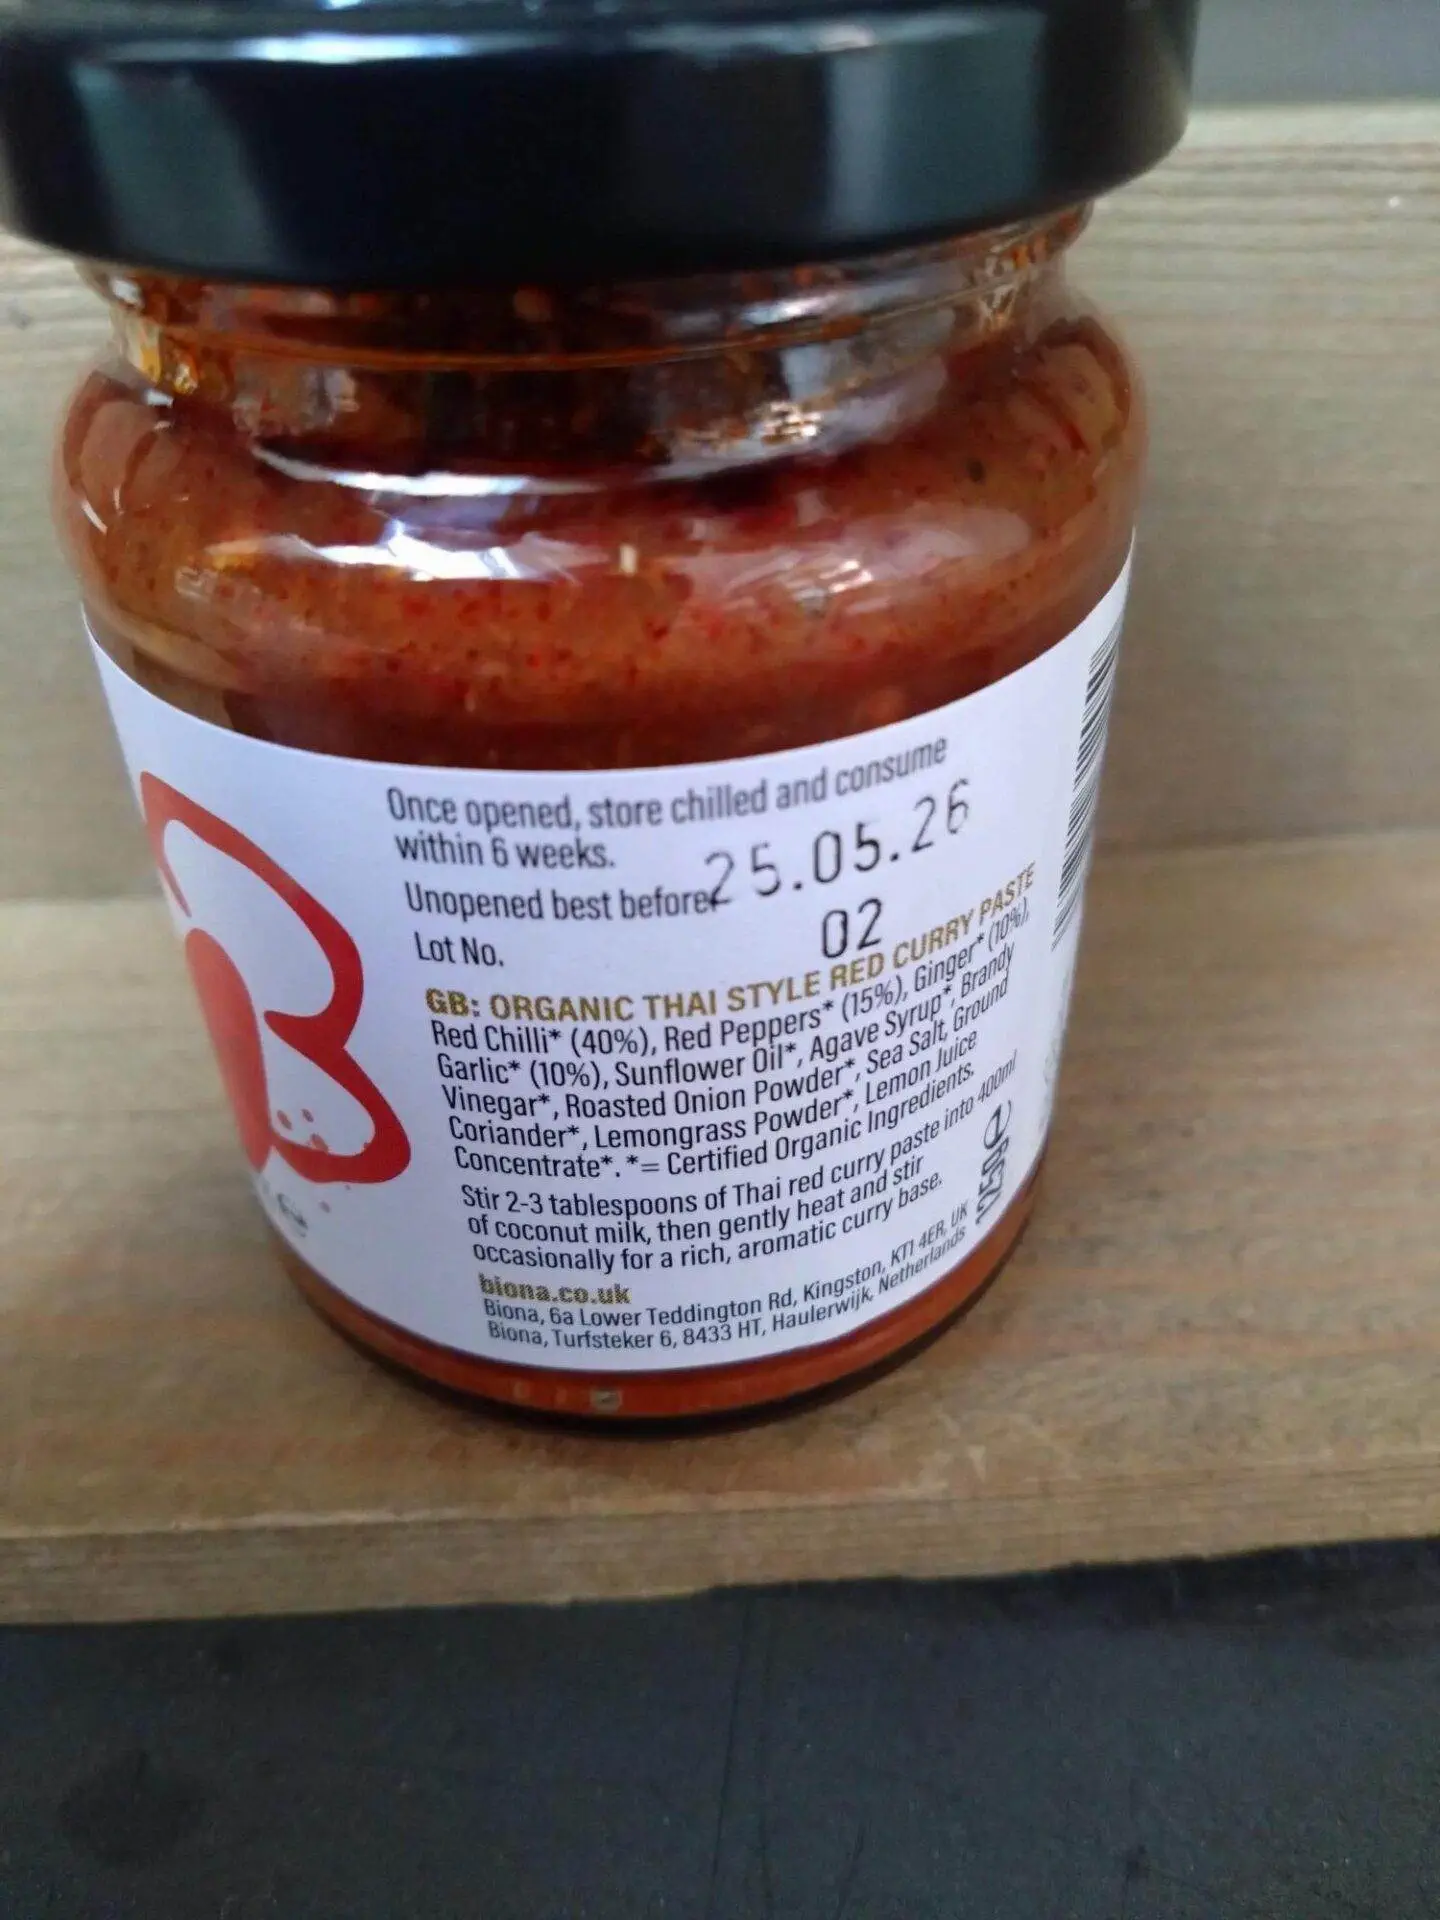 Once opened, store chilled and consume
within 6 weeks.
Unopened best before 25.05.26
Lot No. 02
GB: ORGANIC THAI STYLE RED CURRY PASTE
Red Chilli* (40%), Red Peppers* (15%), Ginger* (10%),
Garlic* (10%), Sunflower Oil*, Agave Syrup*, Brandy
Vinegar*, Roasted Onion Powder*, Sea Salt, Ground
Coriander*, Lemongrass Powder*, Lemon Juice
Concentrate*. *= Certified Organic Ingredients.
Stir 2-3 tablespoons of Thai red curry paste into 400ml
of coconut milk, then gently heat and stir
occasionally for a rich, aromatic curry base.
biona.co.uk
Biona, 6a Lower Teddington Rd, Kingston, KT1 4ER, UK
Biona, Turfsteker 6, 8433 HT, Haulerwijk, Netherlands
125g e